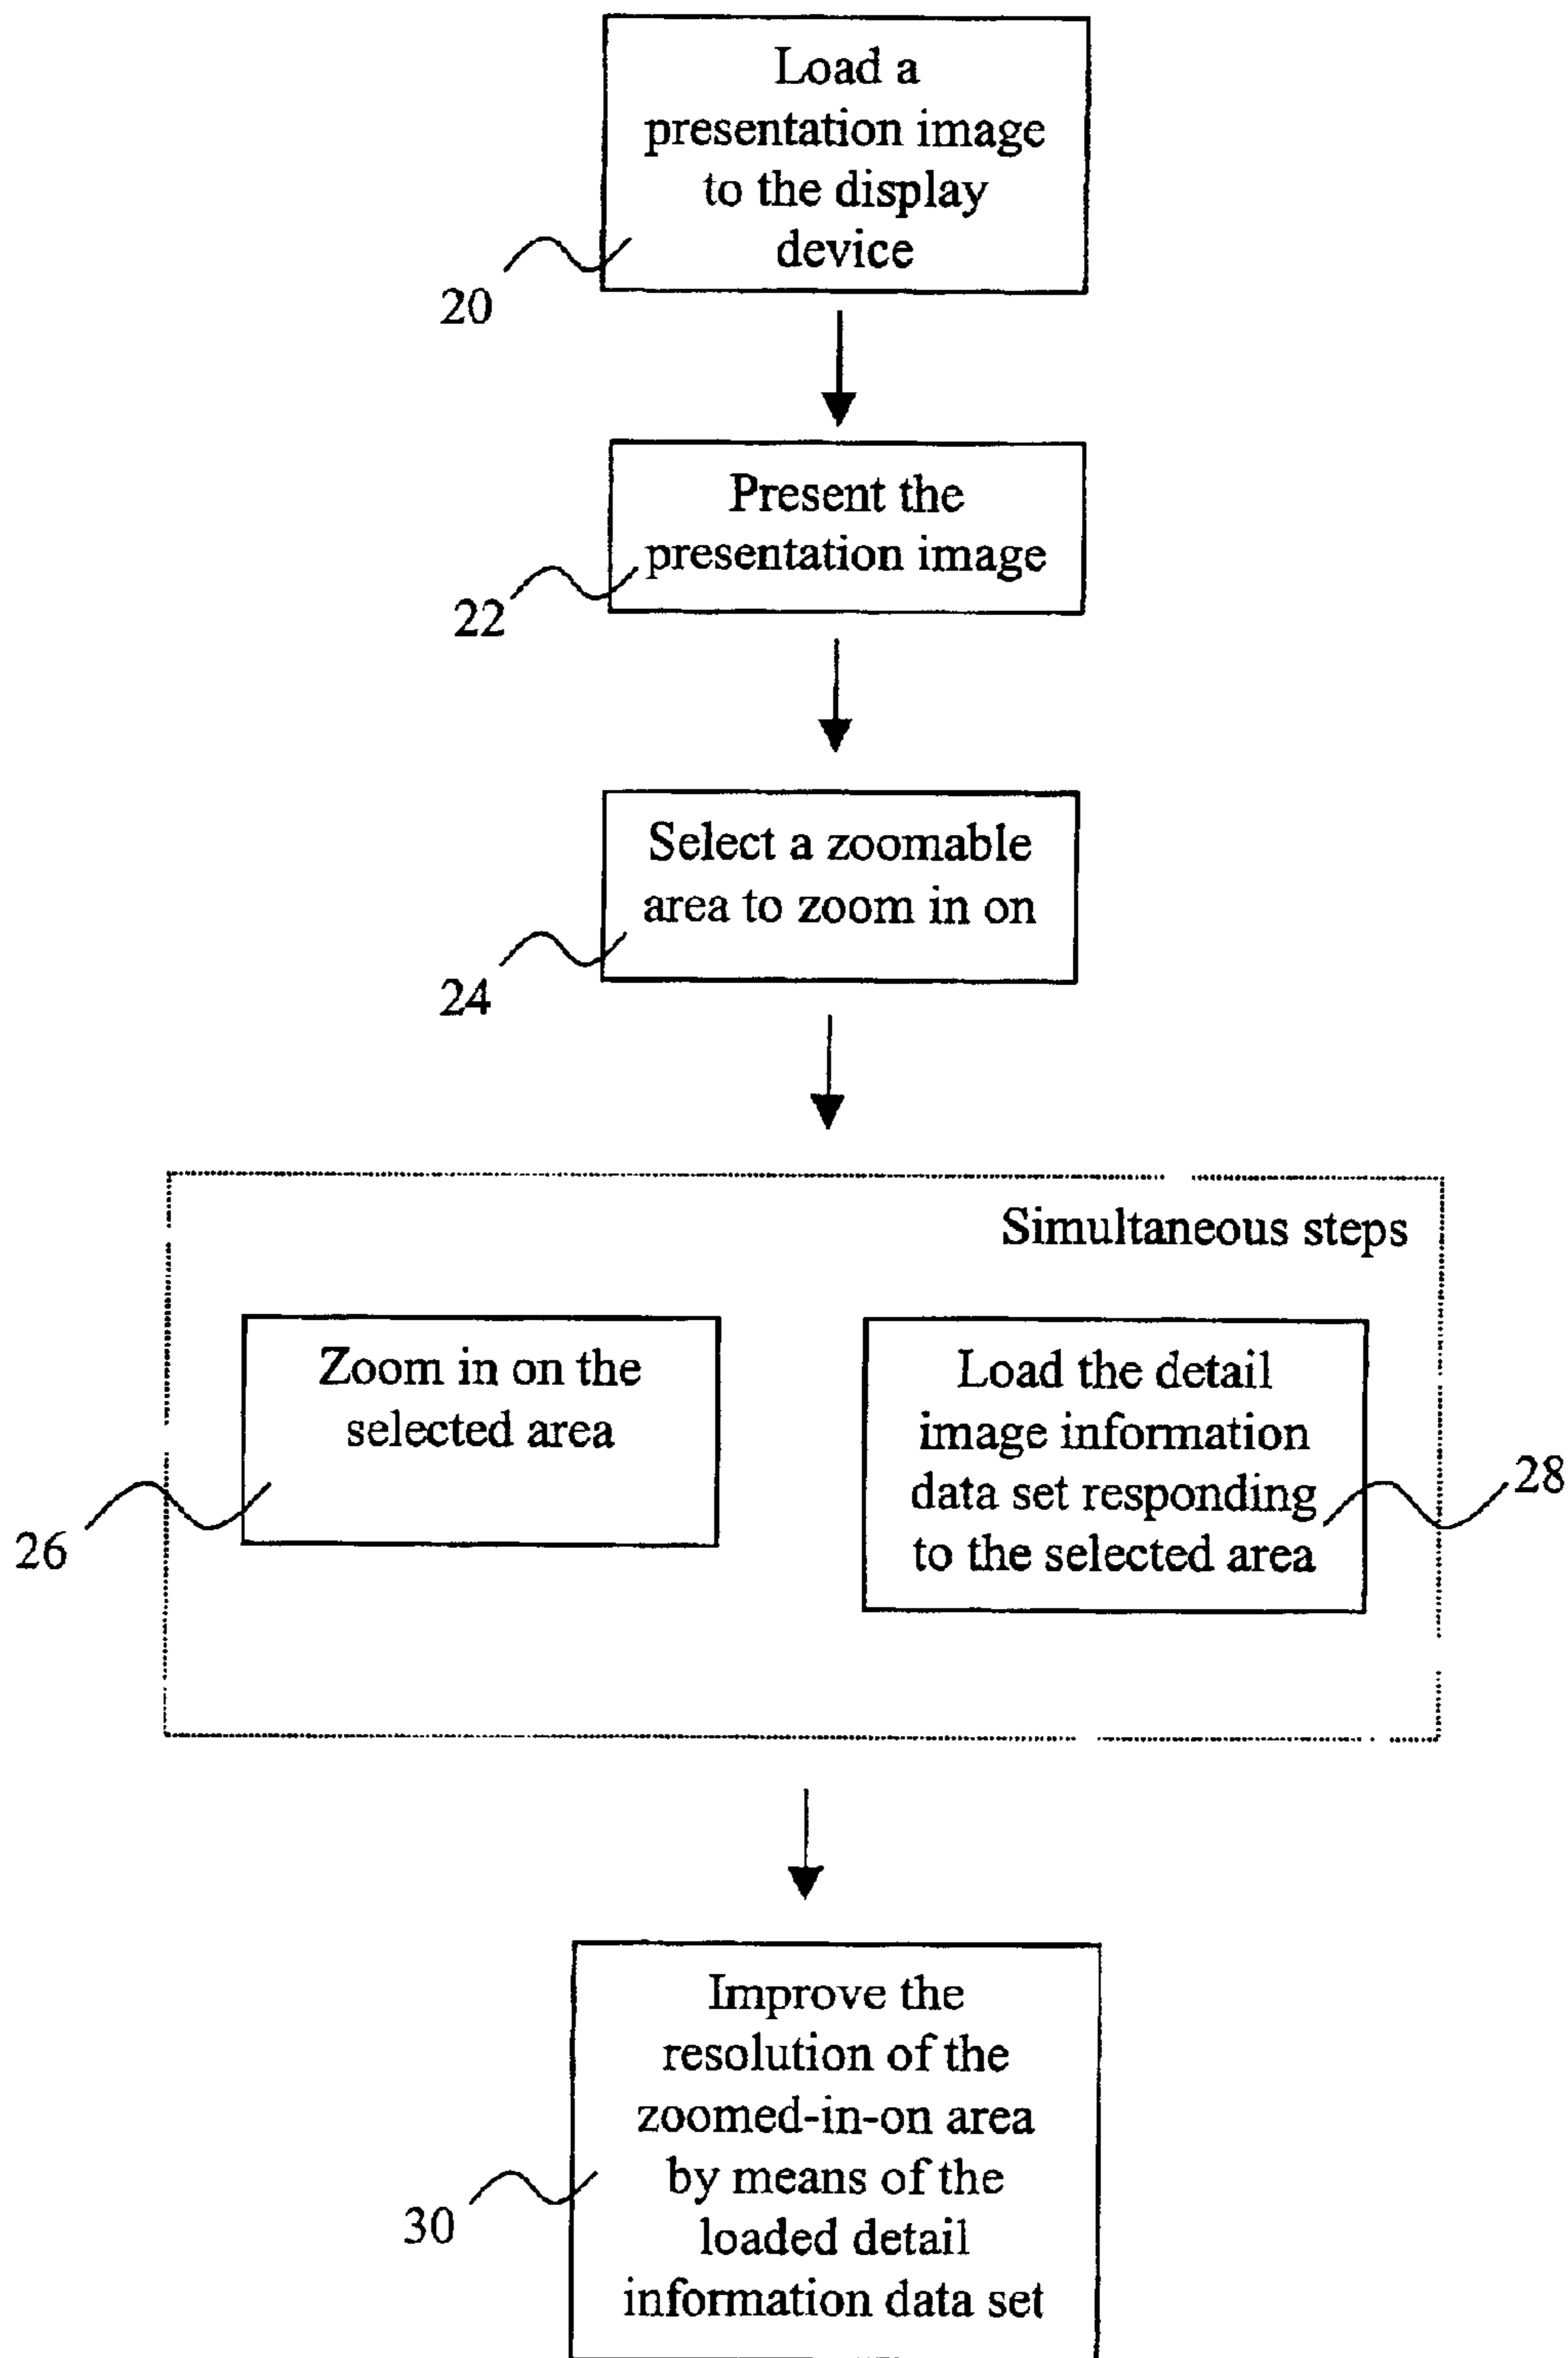 Load a
presentation image
to the display
device
20
Present the
presentation image
22
Select a zoomable
area to zoom in on
24
Simultaneous steps
Zoom in on the
selected area
26
Load the detail
image information
data set responding
to the selected area
28
Improve the
resolution of the
zoomed-in-on area
by means of the
loaded detail
information data set
30